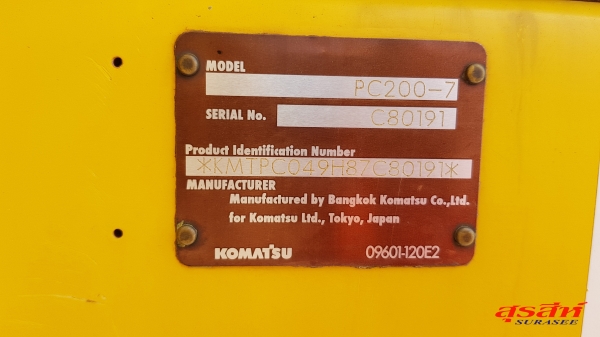 MODEL
PC200-7
SERIAL No.
C80191
Product Identification Number
*KMTPC049H87C80191*
MANUFACTURER
Manufactured by Bangkok Komatsu Co.,Ltd.
for Komatsu Ltd., Tokyo, Japan
KOMATSU
09601-120E2
สุรสีห์
SURASEE